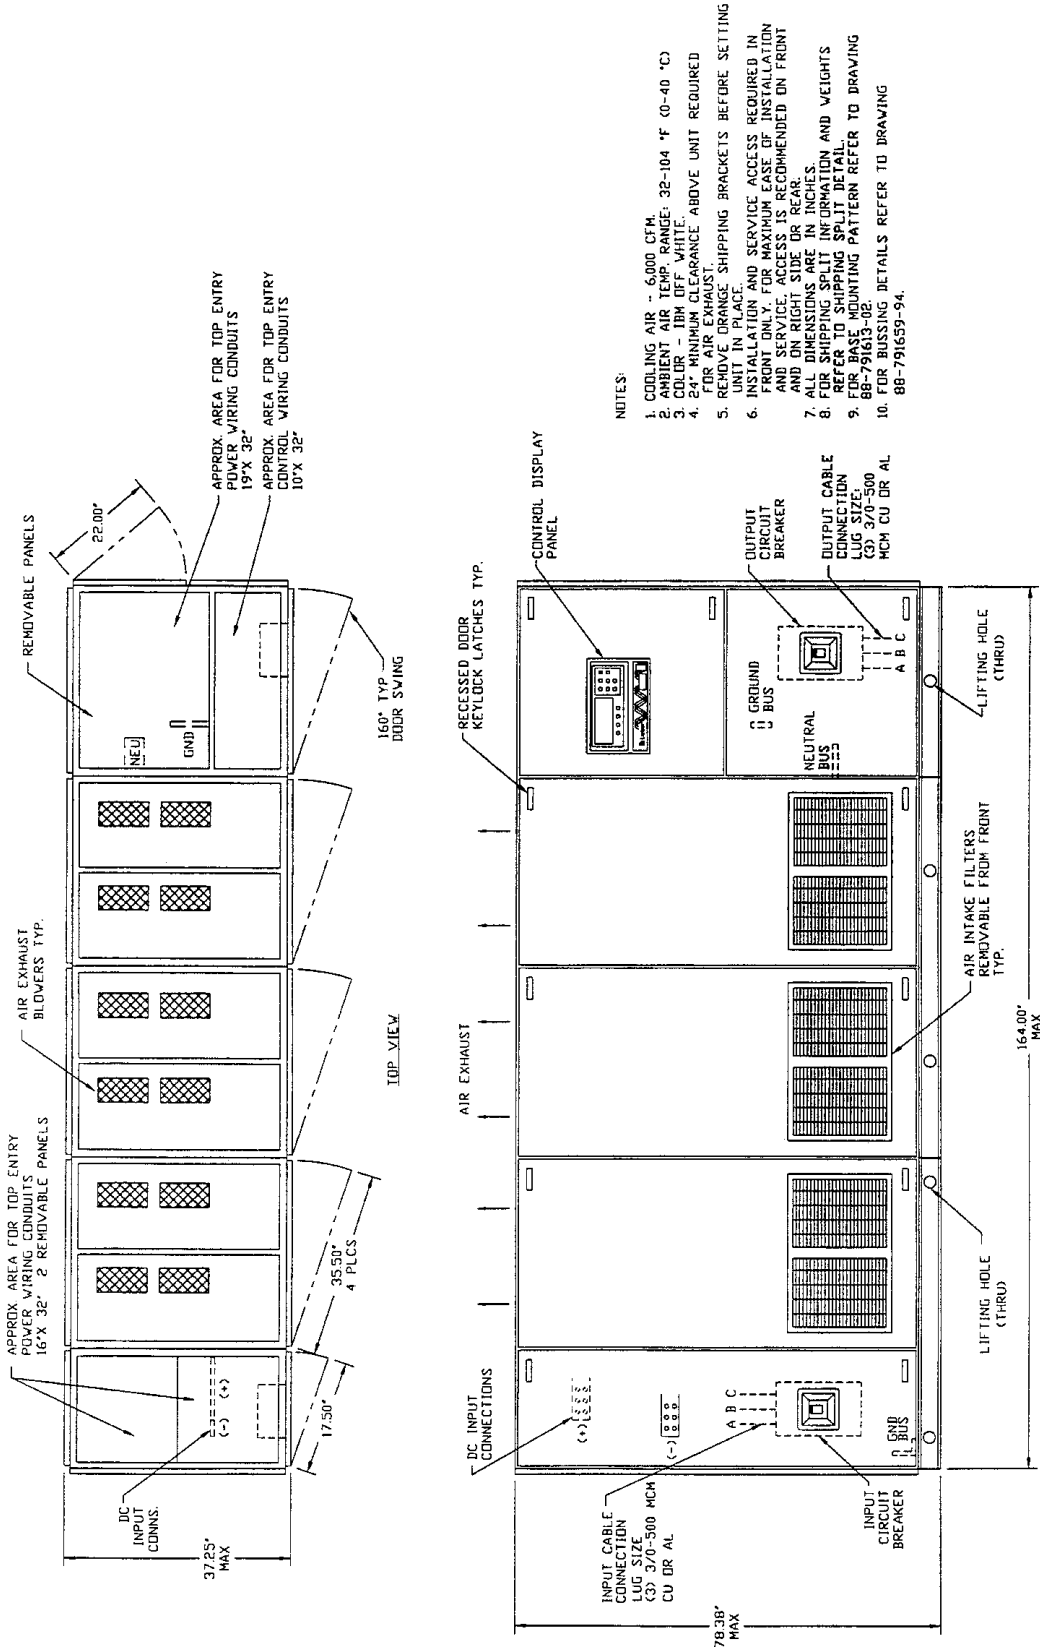 APPROX. AREA FOR TOP ENTRY
POWER WIRING CONDUITS
16"X 32" 2 REMOVABLE PANELS
AIR EXHAUST
BLOWERS TYP.
REMOVABLE PANELS
22.00"
APPROX. AREA FOR TOP ENTRY
POWER WIRING CONDUITS
19"X 32"
APPROX. AREA FOR TOP ENTRY
CONTROL WIRING CONDUITS
10"X 32"
NEU
GND
DC
INPUT
CONNS.
(-) (+)
37.25"
MAX
17.50"
35.50"
4 PLCS
160° TYP
DOOR SWING
TOP VIEW
AIR EXHAUST
RECESSED DOOR
KEYLOCK LATCHES TYP.
CONTROL DISPLAY
PANEL
DC INPUT
CONNECTIONS
(+)
(-)
INPUT CABLE
CONNECTION
LUG SIZE
(3) 3/0-500 MCM
CU OR AL
A B C
INPUT
CIRCUIT
BREAKER
GND
BUS
NEUTRAL
BUS
GROUND
BUS
A B C
OUTPUT
CIRCUIT
BREAKER
OUTPUT CABLE
CONNECTION
LUG SIZE:
(3) 3/0-500
MCM CU OR AL
LIFTING HOLE
(THRU)
AIR INTAKE FILTERS
REMOVABLE FROM FRONT
TYP.
LIFTING HOLE
(THRU)
78.38"
MAX
164.00"
MAX
NOTES:
1. COOLING AIR - 6,000 CFM.
2. AMBIENT AIR TEMP. RANGE: 32-104 °F (0-40 °C)
3. COLOR - IBM OFF WHITE.
4. 24" MINIMUM CLEARANCE ABOVE UNIT REQUIRED
FOR AIR EXHAUST.
5. REMOVE ORANGE SHIPPING BRACKETS BEFORE SETTING
UNIT IN PLACE.
6. INSTALLATION AND SERVICE ACCESS REQUIRED IN
FRONT ONLY. FOR MAXIMUM EASE OF INSTALLATION
AND SERVICE, ACCESS IS RECOMMENDED ON FRONT
AND ON RIGHT SIDE OR REAR.
7. ALL DIMENSIONS ARE IN INCHES.
8. FOR SHIPPING SPLIT INFORMATION AND WEIGHTS
REFER TO SHIPPING SPLIT DETAIL.
9. FOR BASE MOUNTING PATTERN REFER TO DRAWING
88-791613-02.
10. FOR BUSSING DETAILS REFER TO DRAWING
88-791659-94.